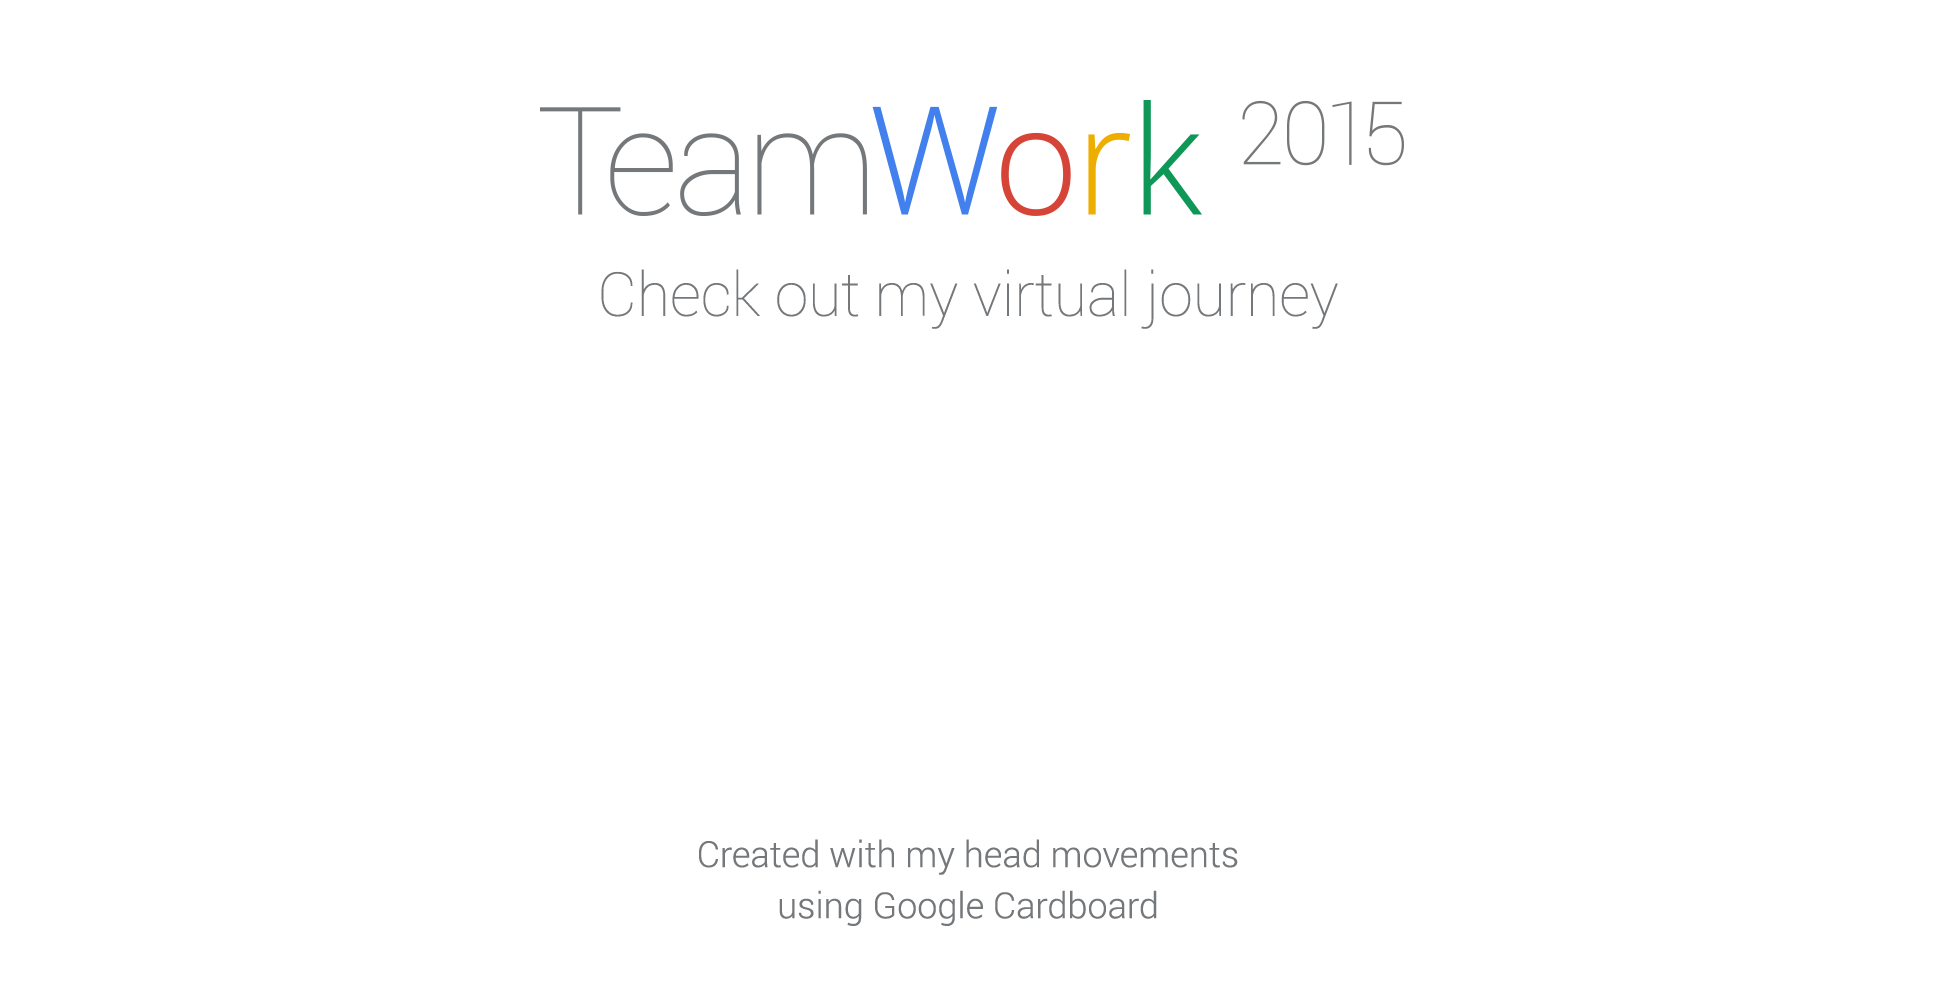 TeamWork 2015
Check out my virtual journey
Created with my head movements
using Google Cardboard